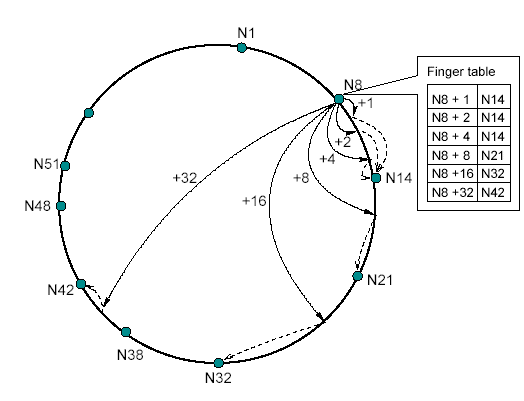 N1
N8
Finger table
+1
N8 + 1 N14
+2
N8 + 2 N14
+4
N8 + 4 N14
N51
N8 + 8 N21
+32
+8
N14
N8 +16 N32
N48
+16
N8 +32 N42
N21
N42
N38
N32